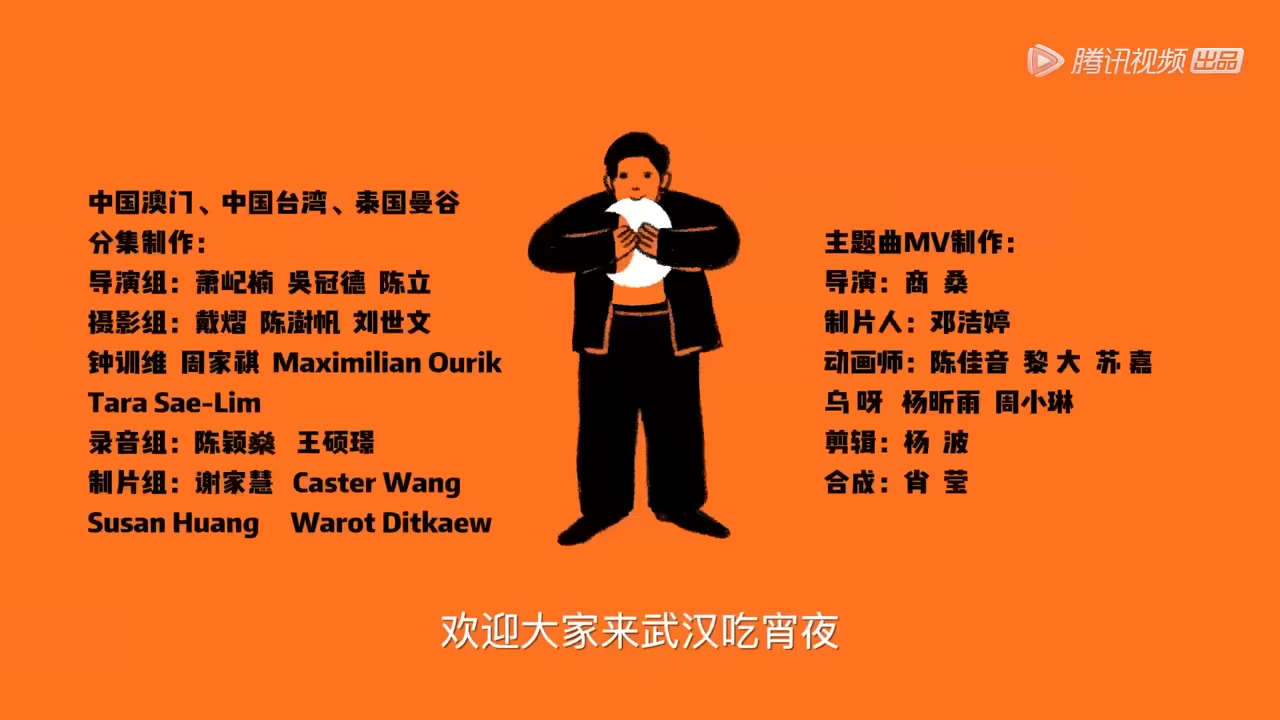 腾讯视频 出品
中国澳门、中国台湾、泰国曼谷
分集制作：
导演组：萧屺楠 吳冠德 陈立
摄影组：戴熠 陈澍帆 刘世文
钟训维 周家祺 Maximilian Ourik
Tara Sae-Lim
录音组：陈颖燊 王硕璟
制片组：谢家慧 Caster Wang
Susan Huang Warot Ditkaew
主题曲MV制作：
导演：商 桑
制片人：邓洁婷
动画师：陈佳音 黎 大 苏 嘉
乌 呀 杨昕雨 周小琳
剪辑：杨 波
合成：肖 莹
欢迎大家来武汉吃宵夜